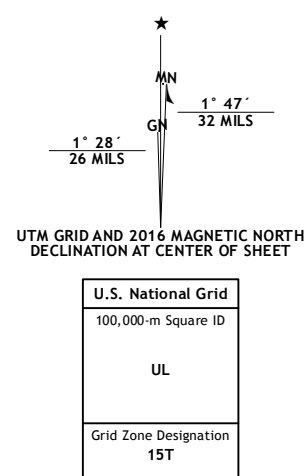 MN
1° 47´
32 MILS
GN
1° 28´
26 MILS
UTM GRID AND 2016 MAGNETIC NORTH
DECLINATION AT CENTER OF SHEET
U.S. National Grid
100,000-m Square ID
UL
Grid Zone Designation
15T